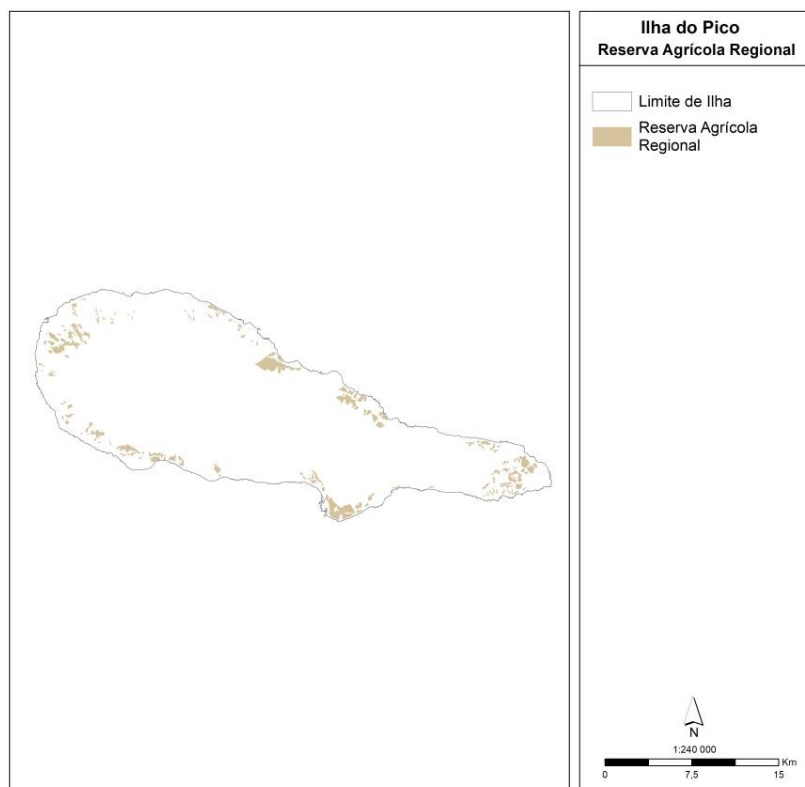 Ilha do Pico
Reserva Agrícola Regional
Limite de Ilha
Reserva Agrícola
Regional
N
1:240 000
Km
0 7,5 15